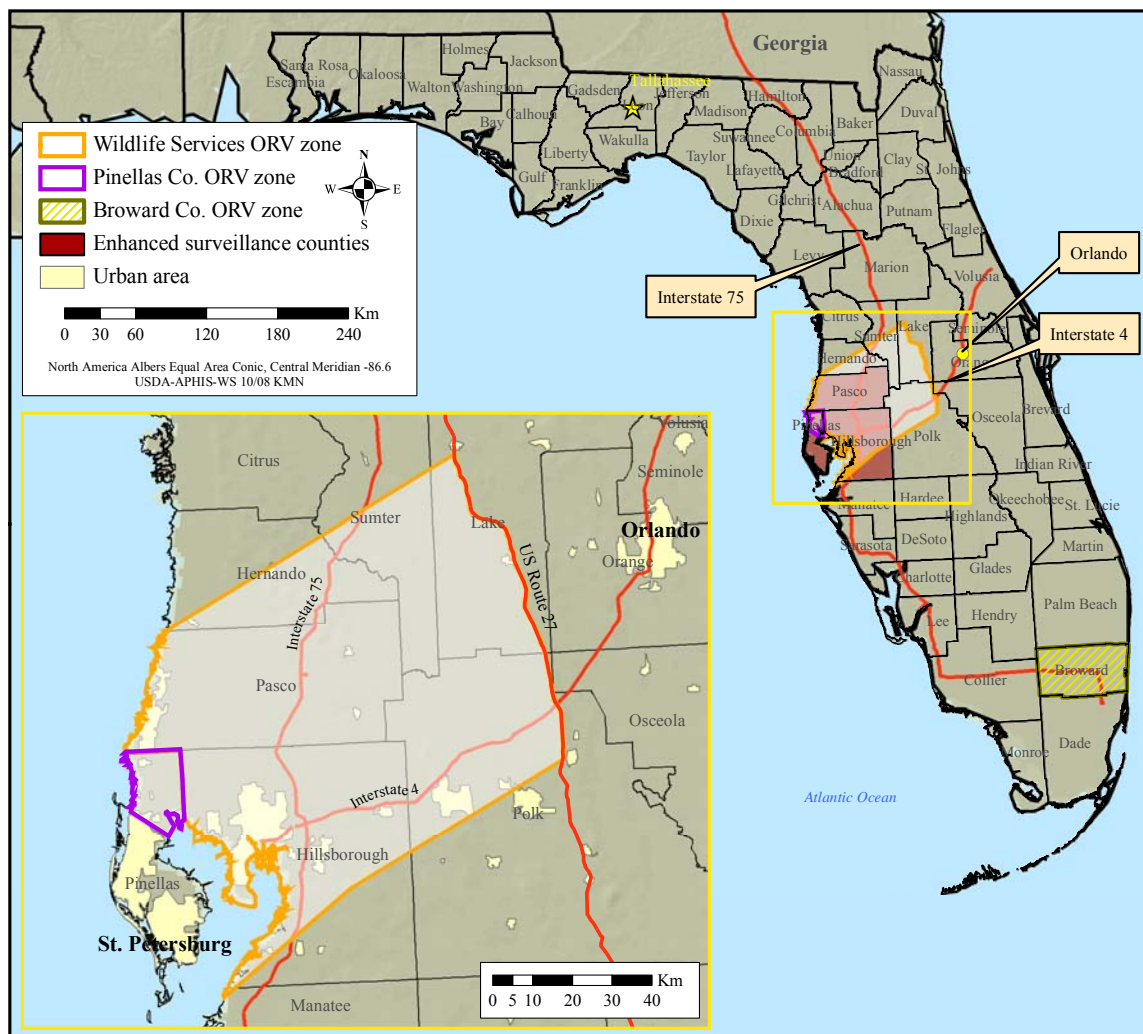 Georgia
Holmes
Jackson
Santa Rosa
Escambia
Okaloosa
Walton
Washington
Gadsden
Tallahassee
Leon
Jefferson
Madison
Hamilton
Nassau
Duval
Baker
Columbia
Suwannee
Calhoun
Bay
Liberty
Wakulla
Taylor
Lafayette
Union
Bradford
Clay
St. Johns
Gulf
Franklin
Dixie
Gilchrist
Alachua
Putnam
Flagler
Levy
Marion
Volusia
Wildlife Services ORV zone
Pinellas Co. ORV zone
Broward Co. ORV zone
Enhanced surveillance counties
Urban area
N
W
E
S
Km
0 30 60 120 180 240
North America Albers Equal Area Conic, Central Meridian -86.6
USDA-APHIS-WS 10/08 KMN
Orlando
Interstate 75
Interstate 4
Citrus
Lake
Sumter
Seminole
Orange
Hernando
Pasco
Osceola
Brevard
Pinellas
Hillsborough
Polk
Indian River
Manatee
Hardee
Okeechobee
St. Lucie
Highlands
Sarasota
DeSoto
Martin
Charlotte
Glades
Lee
Hendry
Palm Beach
Collier
Broward
Monroe
Dade
Atlantic Ocean
Volusia
Citrus
Seminole
Sumter
Lake
Orlando
Orange
Hernando
US Route 27
Interstate 75
Pasco
Osceola
Interstate 4
Polk
Hillsborough
Pinellas
St. Petersburg
Manatee
Km
0 5 10 20 30 40